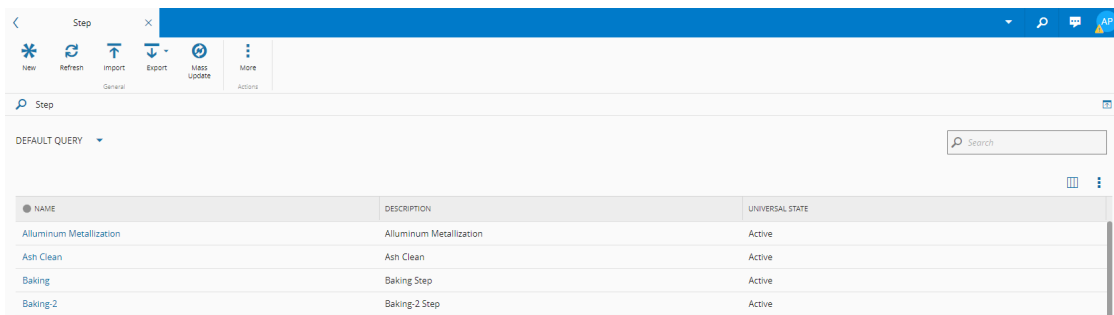 Step
AP
New Refresh Import Export Mass Update More
General Actions
Step
DEFAULT QUERY Search
NAME DESCRIPTION UNIVERSAL STATE
Alluminum Metallization Alluminum Metallization Active
Ash Clean Ash Clean Active
Baking Baking Step Active
Baking-2 Baking-2 Step Active